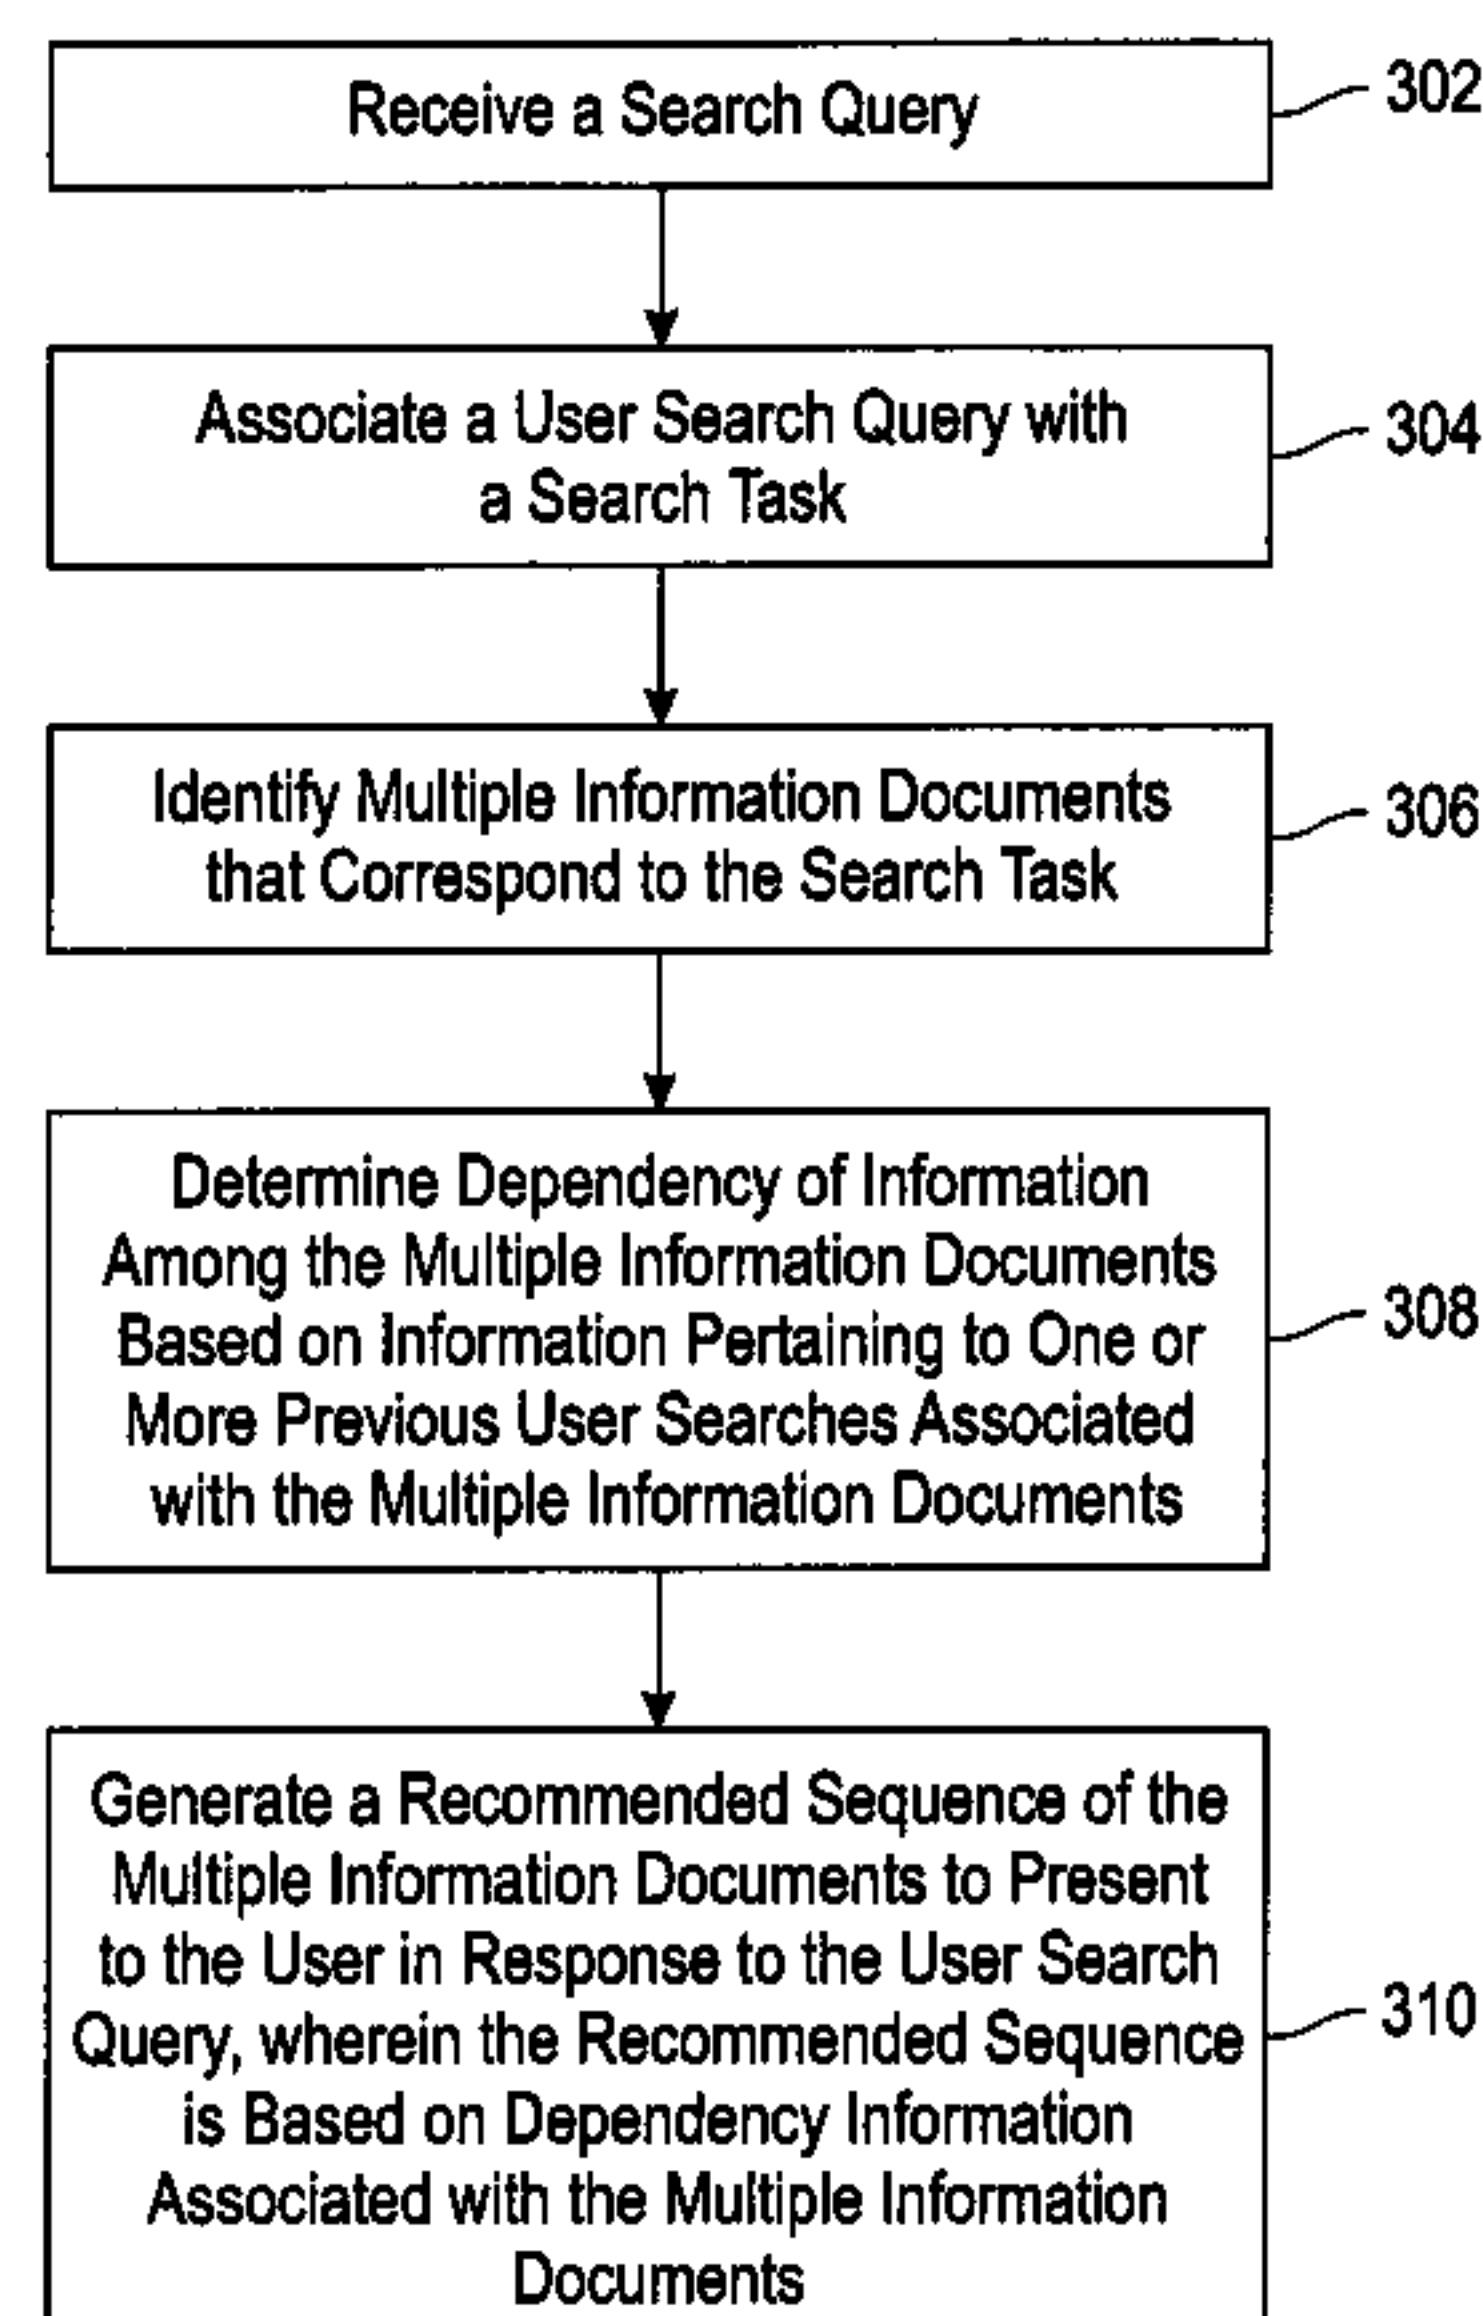 Receive a Search Query
302
Associate a User Search Query with
a Search Task
304
Identify Multiple Information Documents
that Correspond to the Search Task
306
Determine Dependency of Information
Among the Multiple Information Documents
Based on Information Pertaining to One or
More Previous User Searches Associated
with the Multiple Information Documents
308
Generate a Recommended Sequence of the
Multiple Information Documents to Present
to the User in Response to the User Search
Query, wherein the Recommended Sequence
is Based on Dependency Information
Associated with the Multiple Information
Documents
310